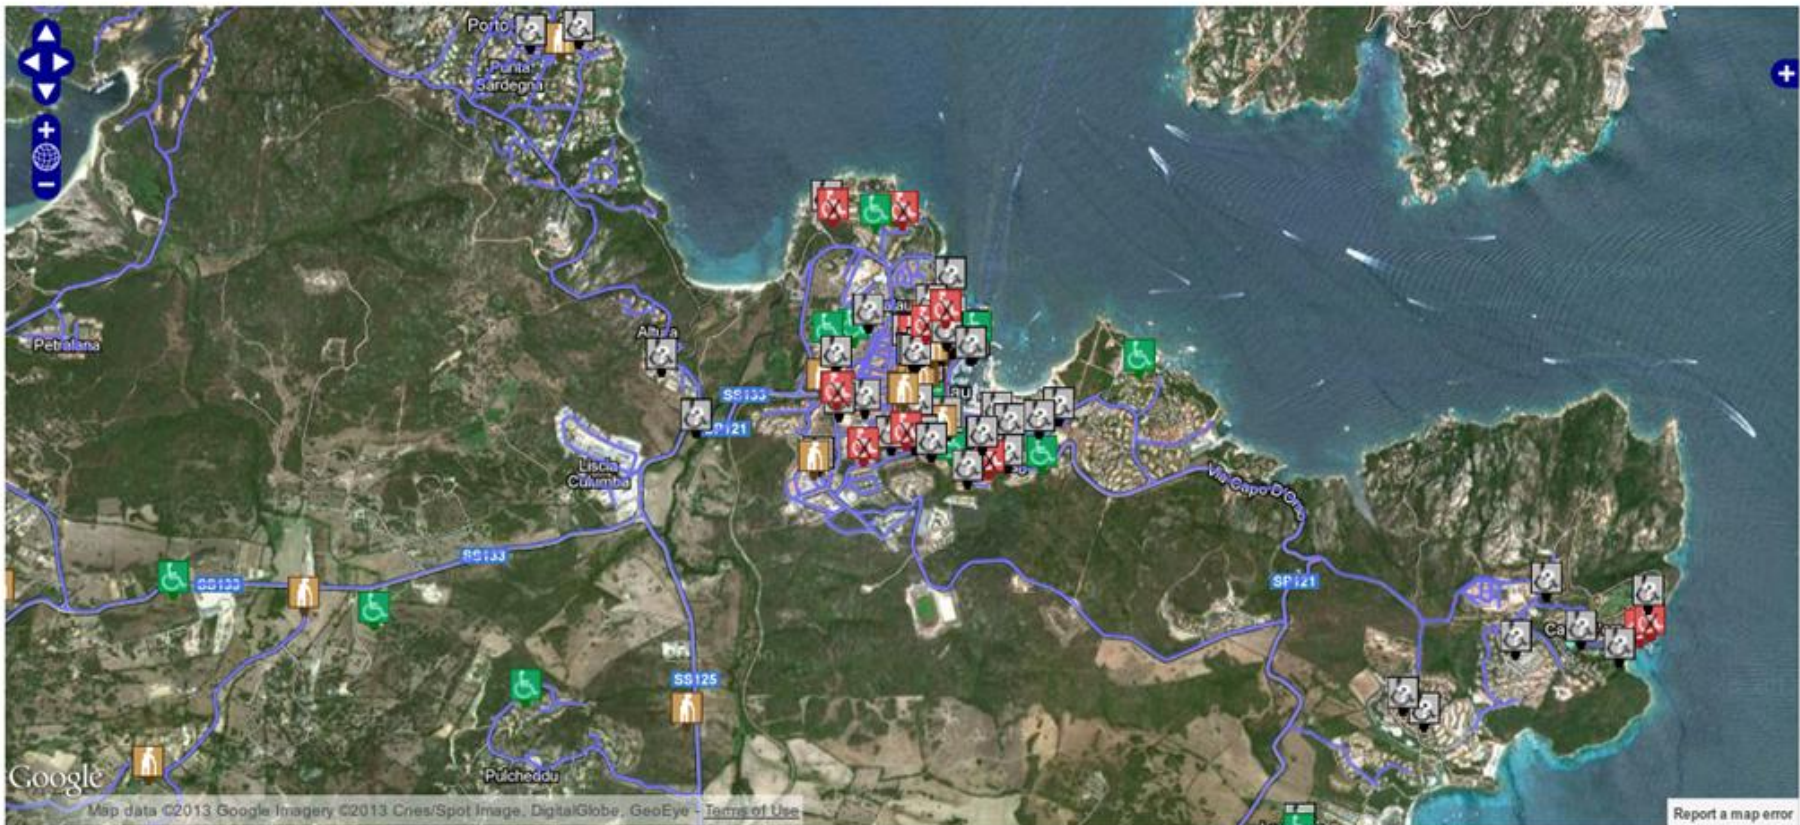 Porto
Punta
Sardegna
Petralana
SS133
SP121
Liscia
Culumba
Via Capo D'Orso
SS133
SS133
SP121
SS125
Pulcheddu
Google
Map data ©2013 Google Imagery ©2013 Cnes/Spot Image, DigitalGlobe, GeoEye - Terms of Use
Report a map error